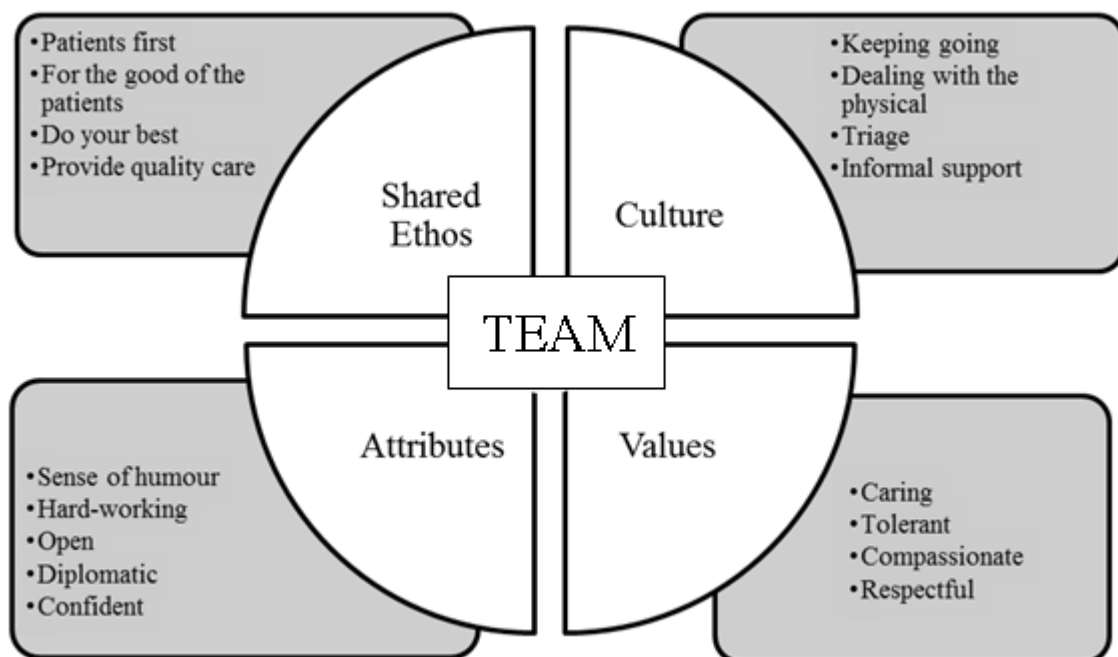 •Patients first
•For the good of the
patients
•Do your best
•Provide quality care
Shared
Ethos
•Keeping going
•Dealing with the
physical
•Triage
•Informal support
Culture
TEAM
•Sense of humour
•Hard-working
•Open
•Diplomatic
•Confident
Attributes
Values
•Caring
•Tolerant
•Compassionate
•Respectful